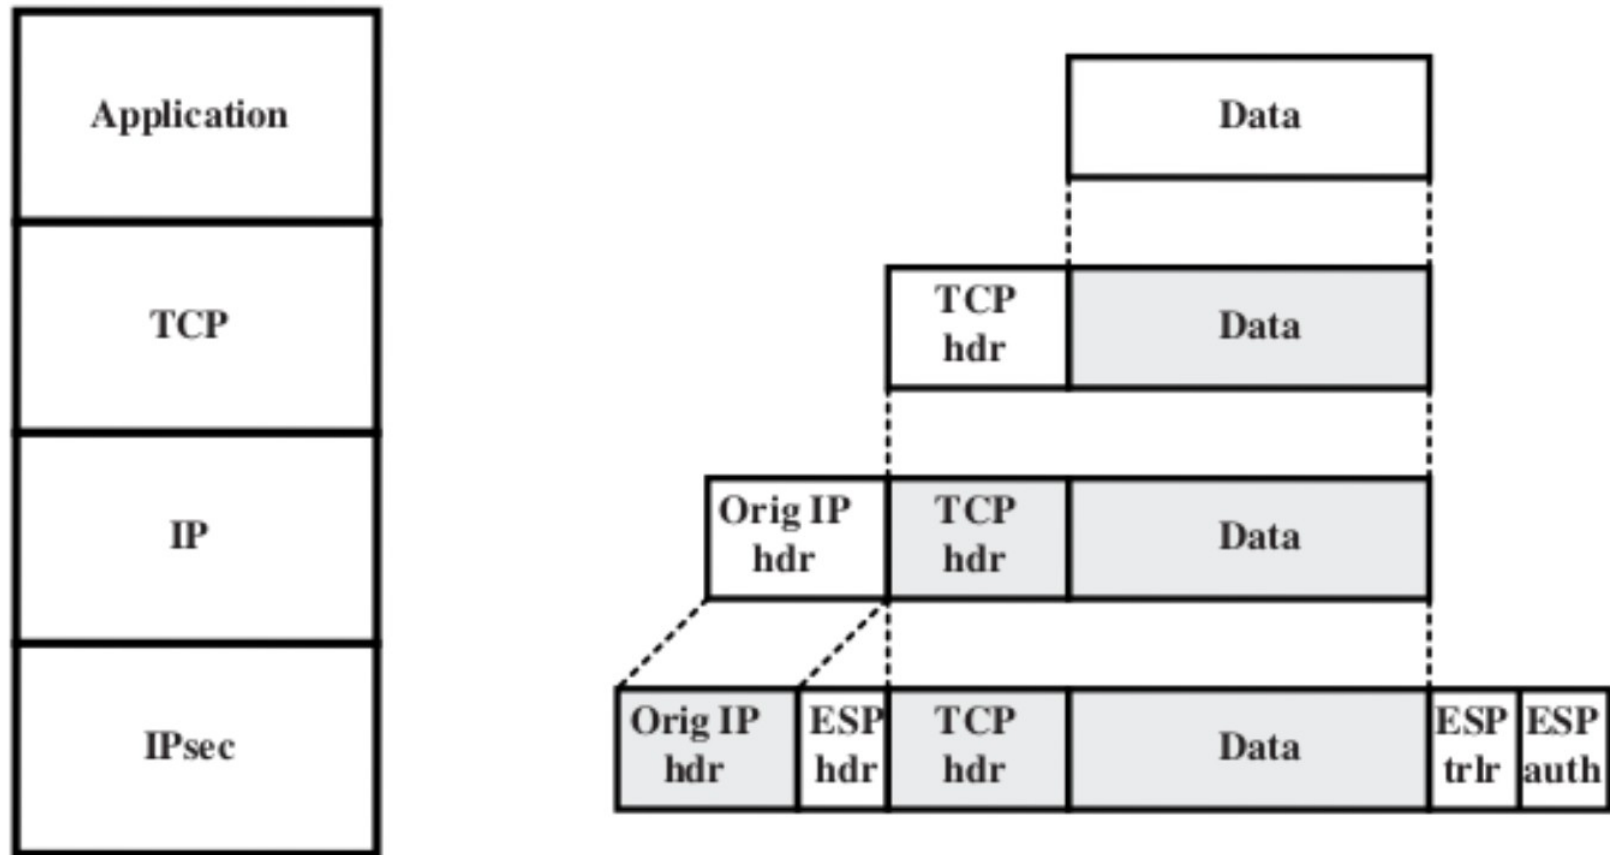 Application
Data
TCP
TCP
hdr
Data
IP
Orig IP
hdr
TCP
hdr
Data
IPsec
Orig IP
hdr
ESP
hdr
TCP
hdr
Data
ESP
trlr
ESP
auth